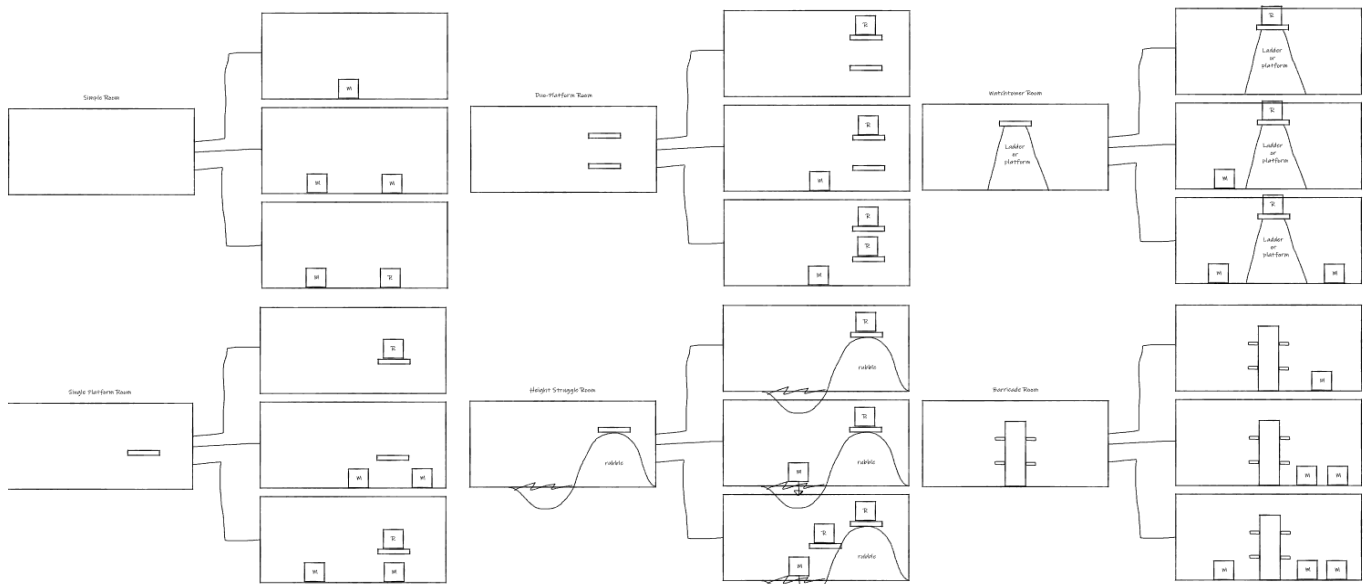 Simple Room
M
M
M
M
R
Duo-Platform Room
R
R
M
R
R
M
Watchtower Room
Ladder
or
platform
R
Ladder
or
platform
R
Ladder
or
platform
M
R
Ladder
or
platform
M
M
Single Platform Room
R
M
M
R
M
M
Height Struggle Room
rubble
R
rubble
R
rubble
M
R
R
rubble
M
Barricade Room
M
M
M
M
M
M